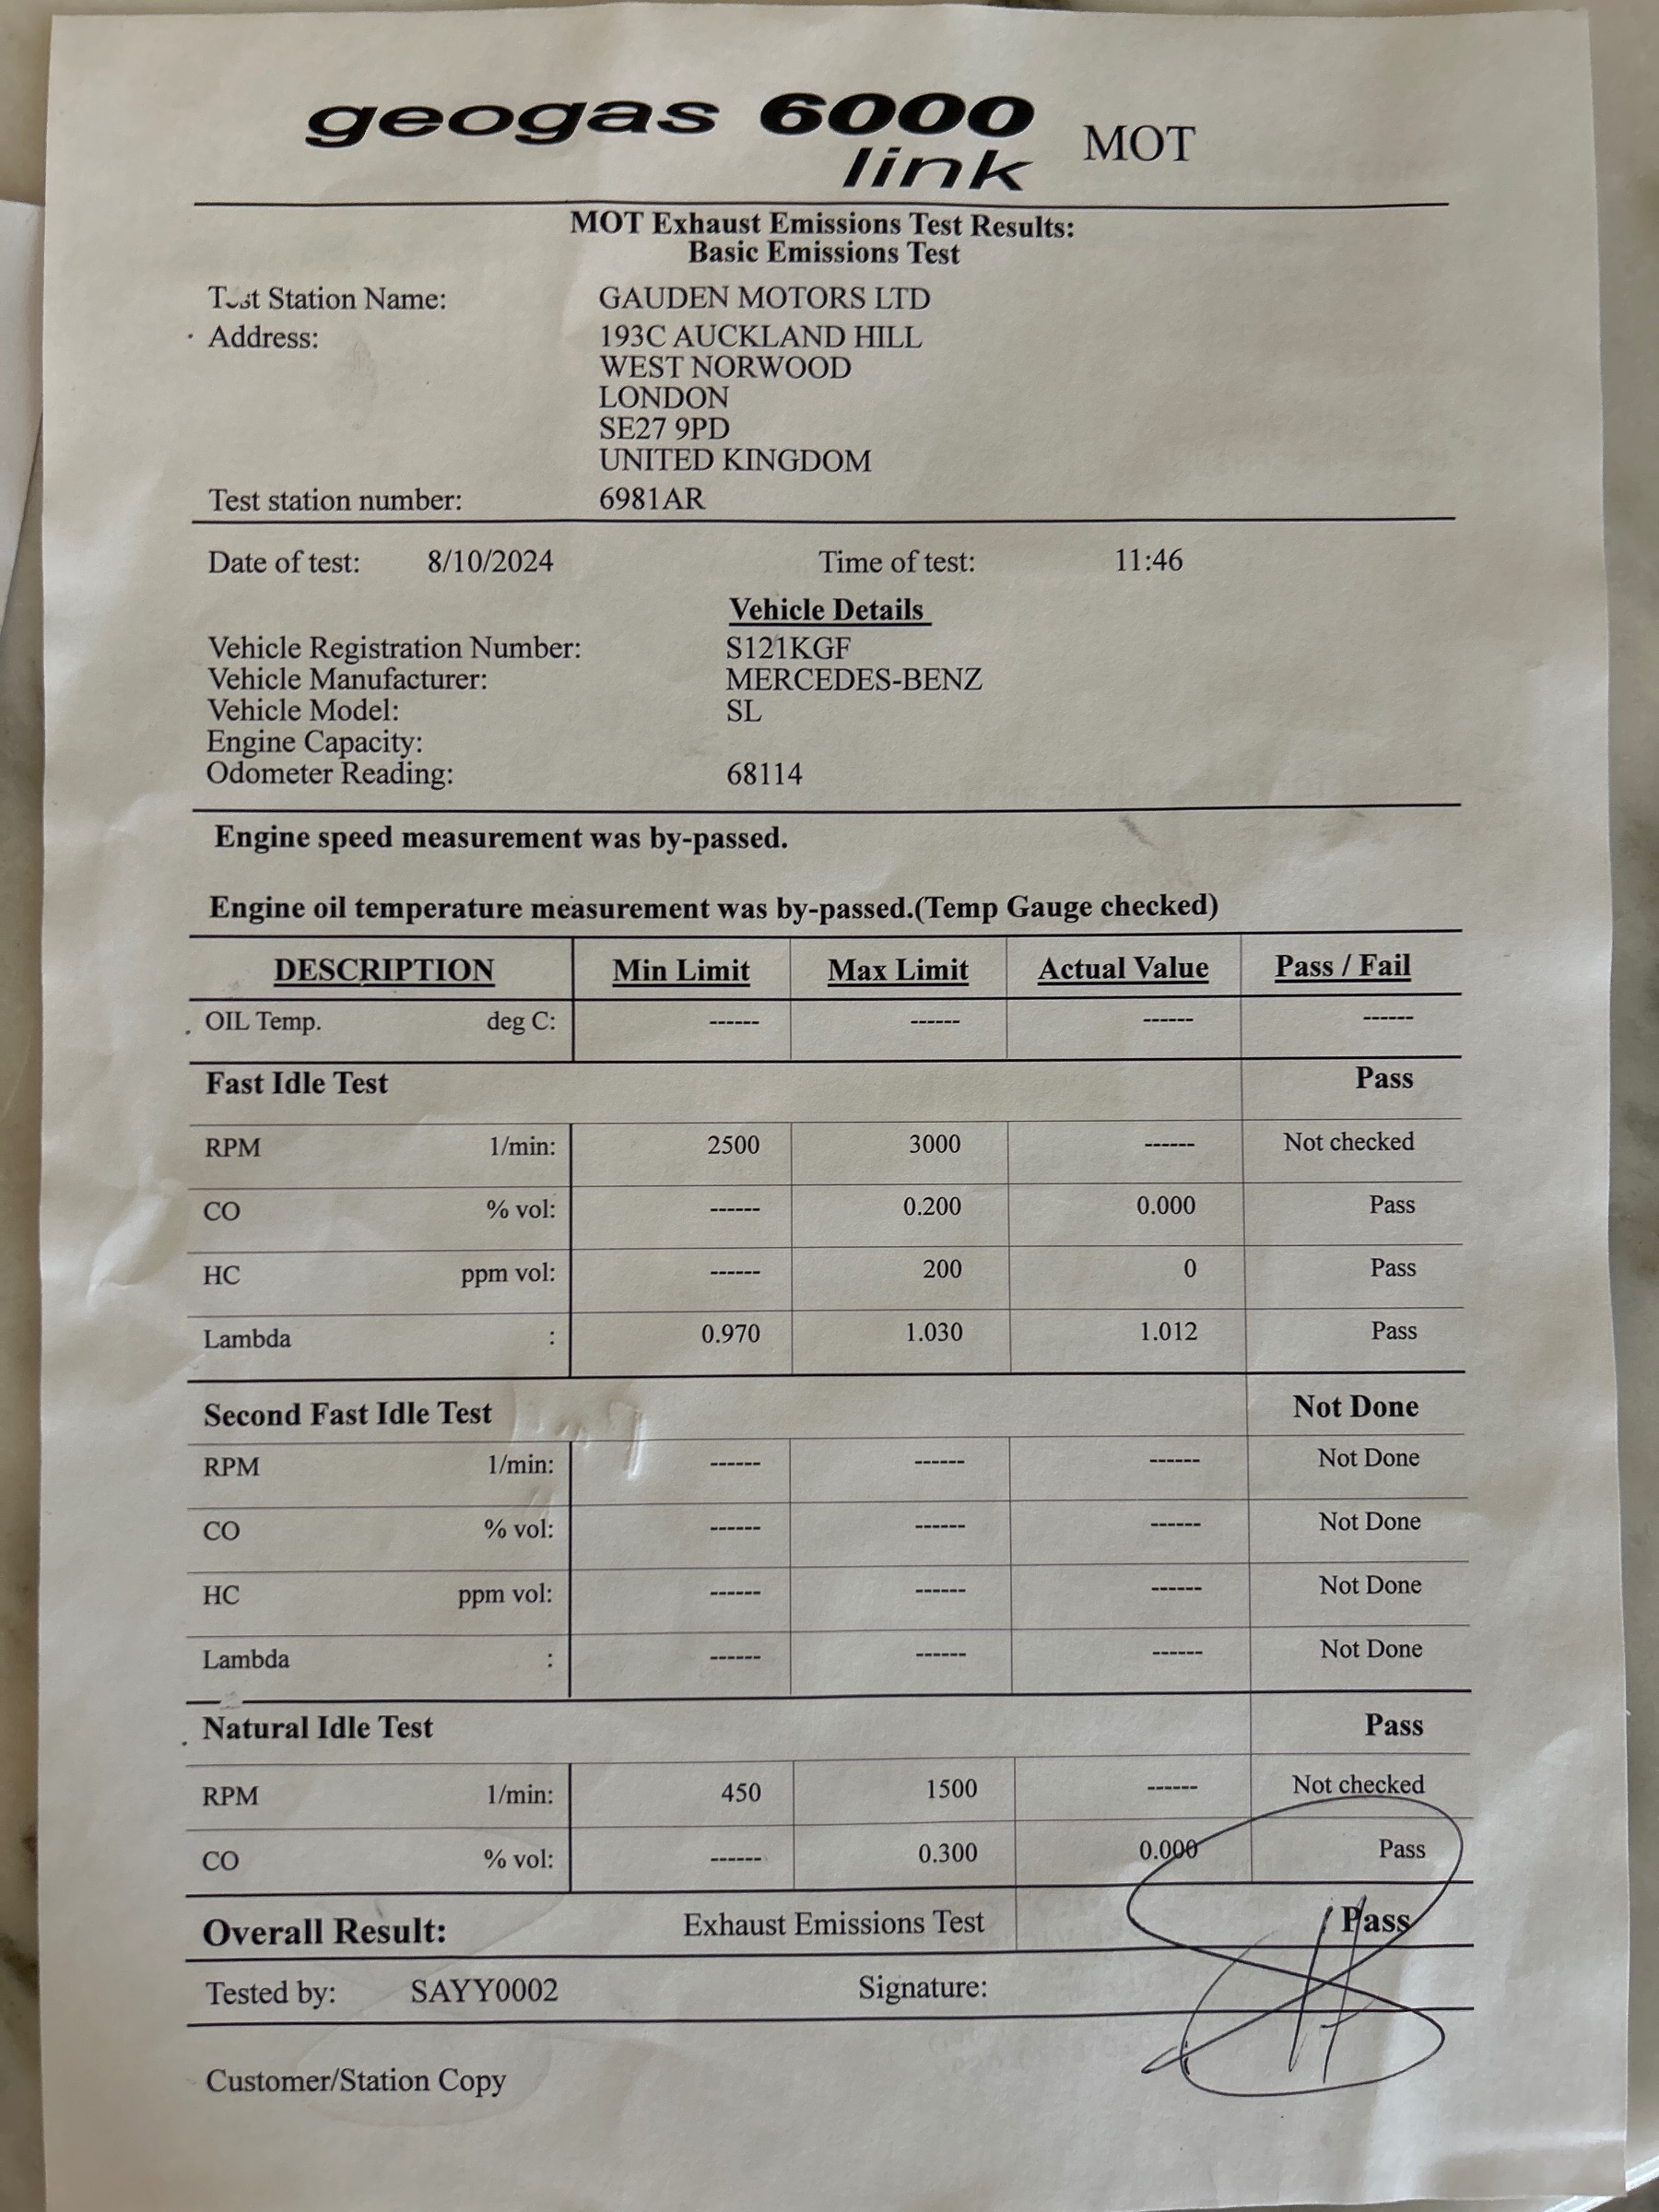 geogas 6000
link MOT
MOT Exhaust Emissions Test Results:
Basic Emissions Test
Test Station Name: GAUDEN MOTORS LTD
Address: 193C AUCKLAND HILL
WEST NORWOOD
LONDON
SE27 9PD
UNITED KINGDOM
Test station number: 6981AR
Date of test: 8/10/2024 Time of test: 11:46
Vehicle Details
Vehicle Registration Number: S121KGF
Vehicle Manufacturer: MERCEDES-BENZ
Vehicle Model: SL
Engine Capacity:
Odometer Reading: 68114
Engine speed measurement was by-passed.
Engine oil temperature measurement was by-passed.(Temp Gauge checked)
DESCRIPTION Min Limit Max Limit Actual Value Pass / Fail
OIL Temp. deg C: ------ ------ ------ ------
Fast Idle Test Pass
RPM 1/min: 2500 3000 ------ Not checked
CO % vol: ------ 0.200 0.000 Pass
HC ppm vol: ------ 200 0 Pass
Lambda : 0.970 1.030 1.012 Pass
Second Fast Idle Test Not Done
RPM 1/min: ------ ------ ------ Not Done
CO % vol: ------ ------ ------ Not Done
HC ppm vol: ------ ------ ------ Not Done
Lambda : ------ ------ ------ Not Done
Natural Idle Test Pass
RPM 1/min: 450 1500 ------ Not checked
CO % vol: ------ 0.300 0.000 Pass
Overall Result: Exhaust Emissions Test Pass
Tested by: SAYY0002 Signature:
Customer/Station Copy